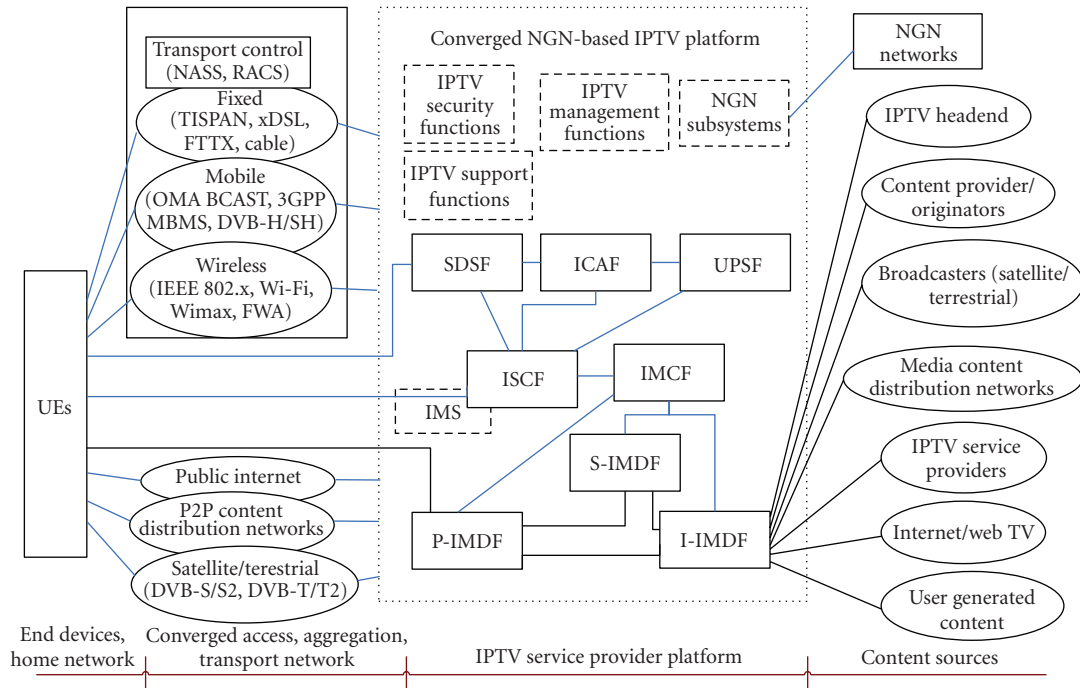 Transport control
(NASS, RACS)
Fixed
(TISPAN, xDSL,
FTTX, cable)
Mobile
(OMA BCAST, 3GPP
MBMS, DVB-H/SH)
Wireless
(IEEE 802.x, Wi-Fi,
Wimax, FWA)
UEs
Public internet
P2P content
distribution networks
Satellite/terestrial
(DVB-S/S2, DVB-T/T2)
Converged NGN-based IPTV platform
IPTV
security
functions
IPTV
management
functions
NGN
subsystems
IPTV support
functions
SDSF
ICAF
UPSF
ISCF
IMCF
IMS
S-IMDF
P-IMDF
I-IMDF
NGN
networks
IPTV headend
Content provider/
originators
Broadcasters (satellite/
terrestrial)
Media content
distribution networks
IPTV service
providers
Internet/web TV
User generated
content
End devices,
home network
Converged access, aggregation,
transport network
IPTV service provider platform
Content sources